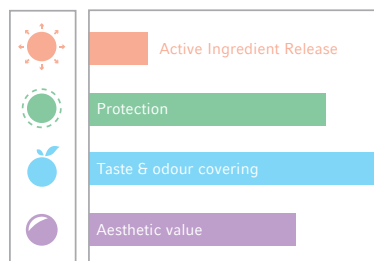 Active Ingredient Release
Protection
Taste & odour covering
Aesthetic value